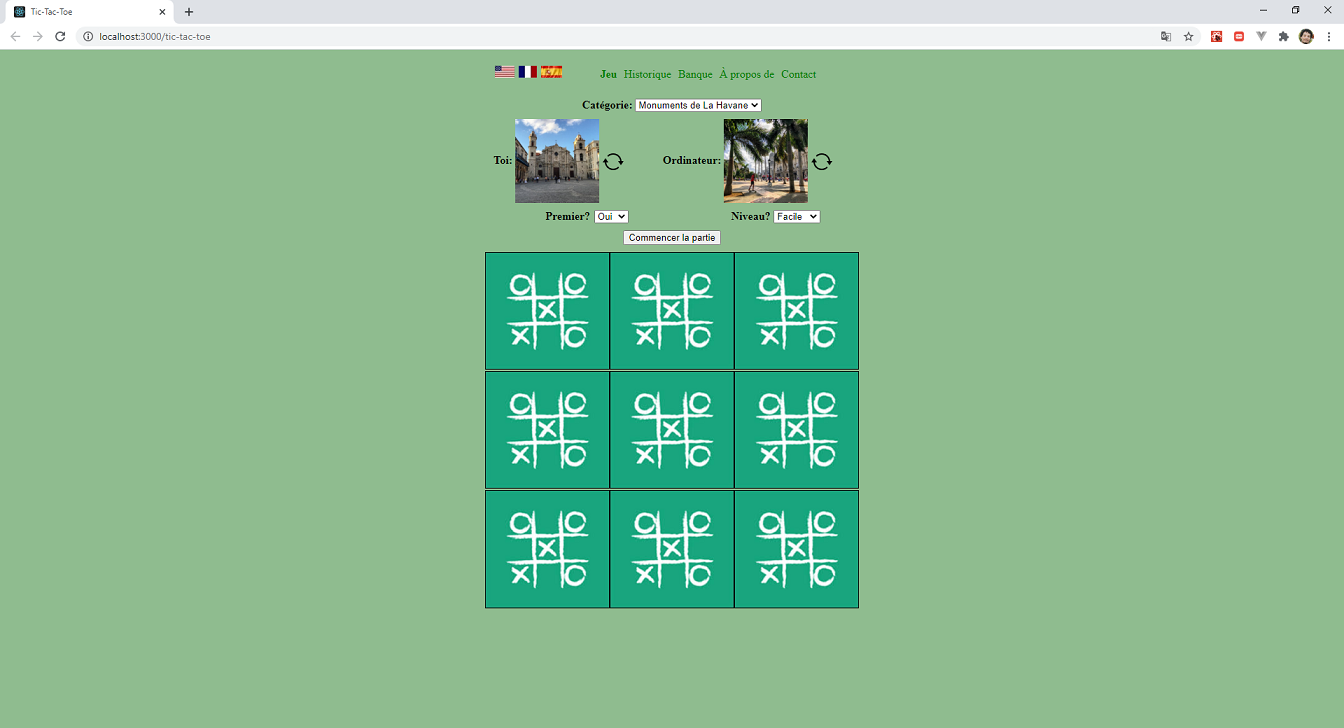 Tic-Tac-Toe
localhost:3000/tic-tac-toe
Jeu Historique Banque À propos de Contact
Catégorie: Monuments de La Havane
Toi: Ordinateur:
Premier? Oui Niveau? Facile
Commencer la partie